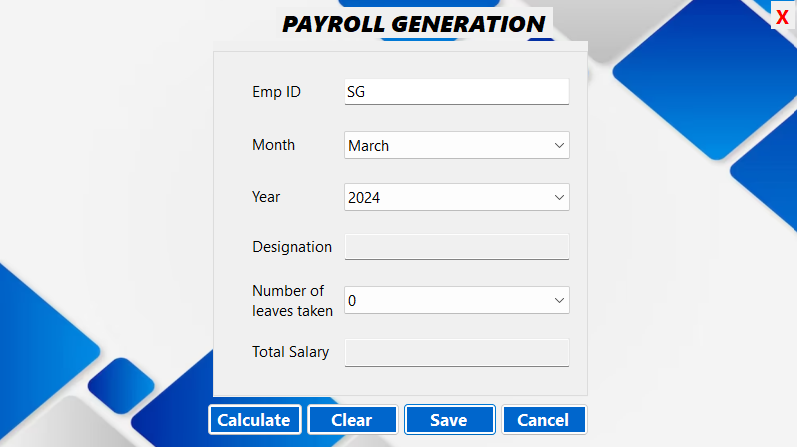 PAYROLL GENERATION
X
Emp ID SG
Month March
Year 2024
Designation
Number of
leaves taken 0
Total Salary
Calculate Clear Save Cancel